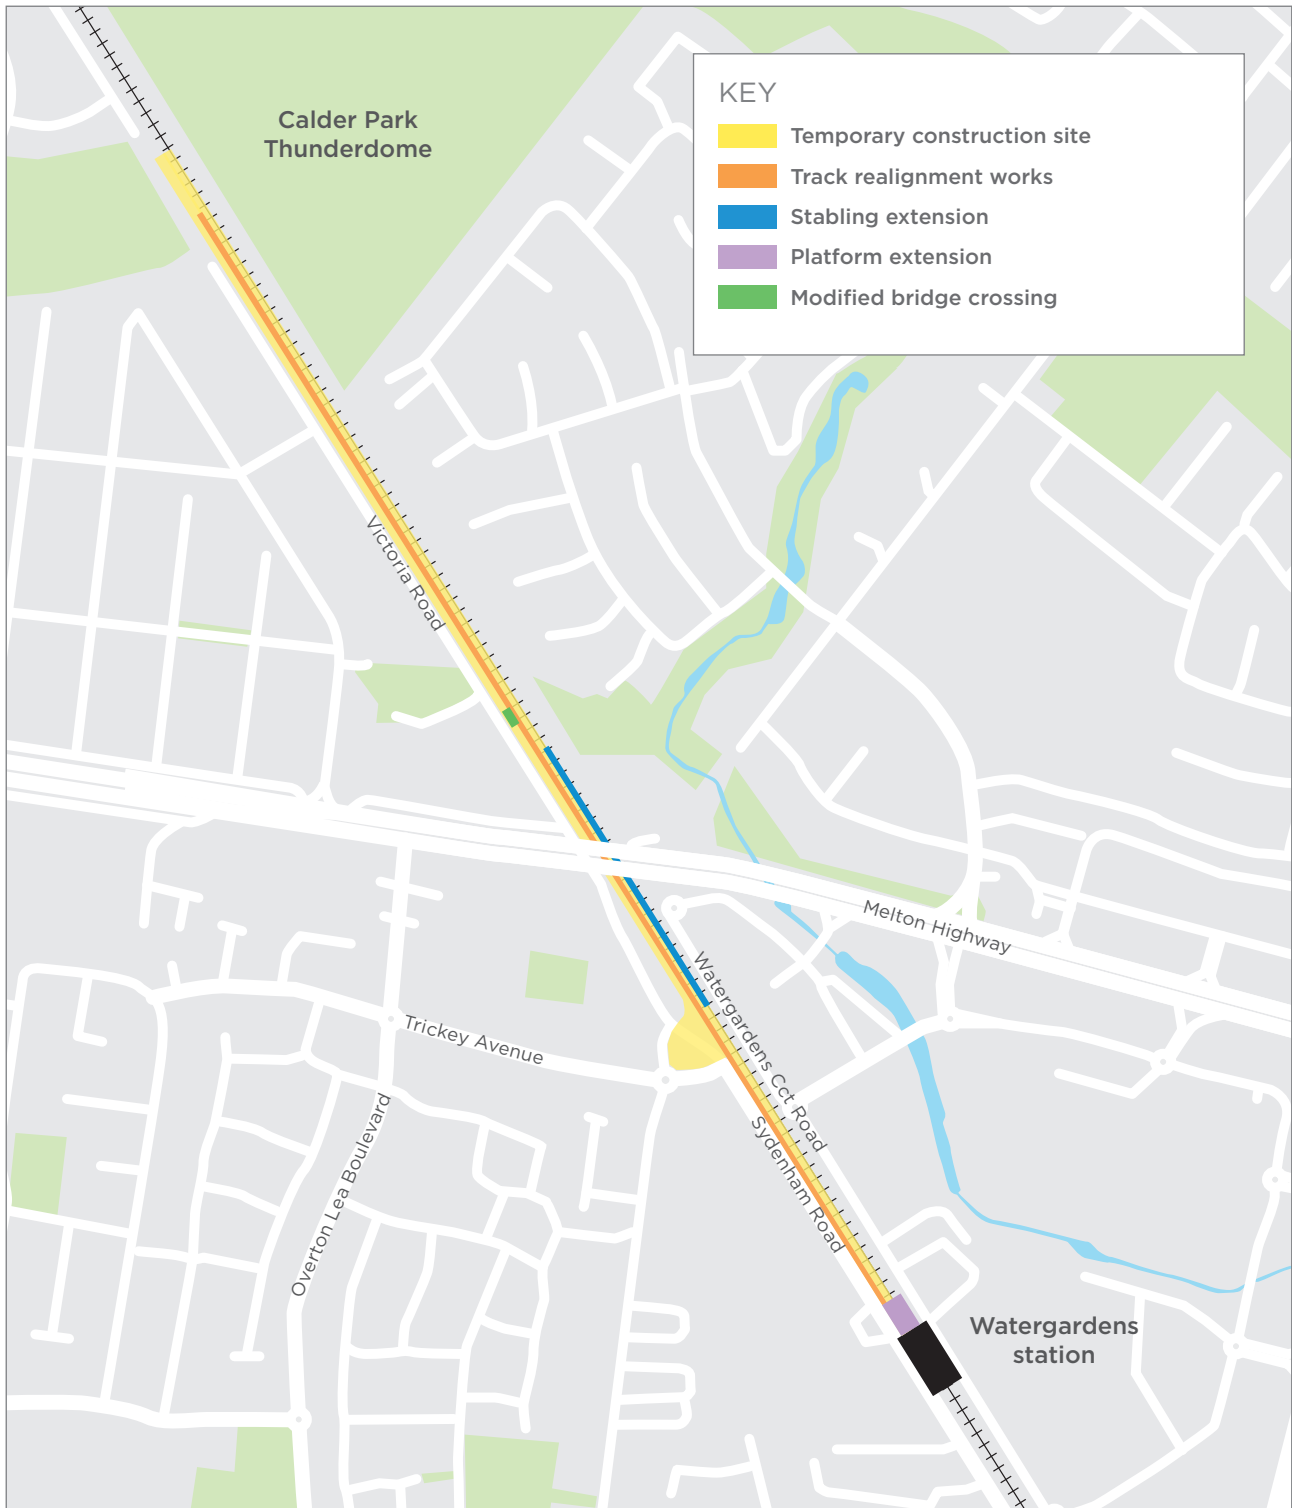 Calder Park
Thunderdome
KEY
Temporary construction site
Track realignment works
Stabling extension
Platform extension
Modified bridge crossing
Victoria Road
Melton Highway
Watergardens Cct Road
Trickey Avenue
Sydenham Road
Overton Lea Boulevard
Watergardens
station